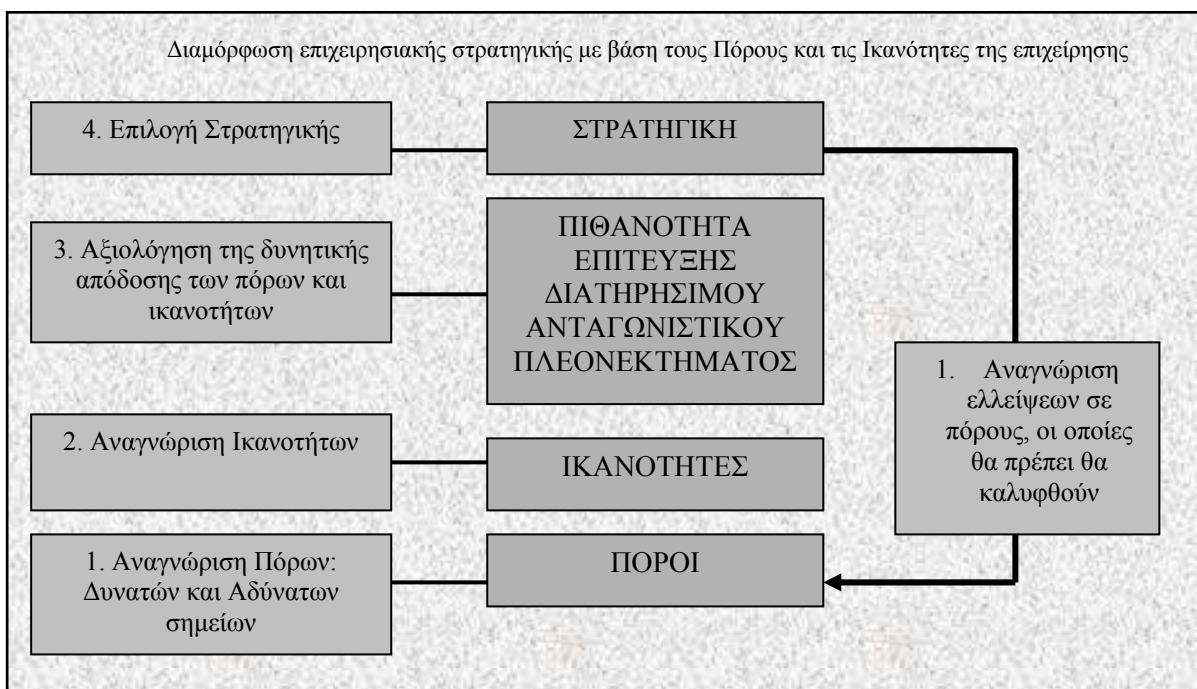 Διαμόρφωση επιχειρησιακής στρατηγικής με βάση τους Πόρους και τις Ικανότητες της επιχείρησης
4. Επιλογή Στρατηγικής
ΣΤΡΑΤΗΓΙΚΗ
3. Αξιολόγηση της δυνητικής
απόδοσης των πόρων και
ικανοτήτων
ΠΙΘΑΝΟΤΗΤΑ
ΕΠΙΤΕΥΞΗΣ
ΔΙΑΤΗΡΗΣΙΜΟΥ
ΑΝΤΑΓΩΝΙΣΤΙΚΟΥ
ΠΛΕΟΝΕΚΤΗΜΑΤΟΣ
1. Αναγνώριση
ελλείψεων σε
πόρους, οι οποίες
θα πρέπει θα
καλυφθούν
2. Αναγνώριση Ικανοτήτων
ΙΚΑΝΟΤΗΤΕΣ
1. Αναγνώριση Πόρων:
Δυνατών και Αδύνατων
σημείων
ΠΟΡΟΙ